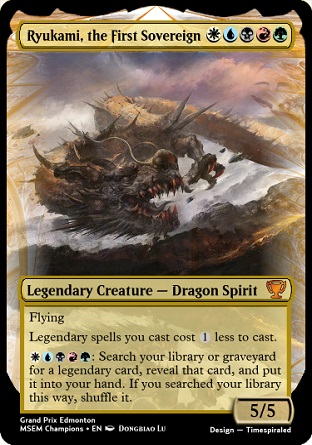 Ryukami, the First Sovereign
Legendary Creature — Dragon Spirit
Flying
Legendary spells you cast cost 1 less to cast.
: Search your library or graveyard
for a legendary card, reveal that card, and put
it into your hand. If you searched your library
this way, shuffle it.
5/5
Grand Prix Edmonton
MSEM Champions • EN Dongbiao Lu
Design — Timespiraled